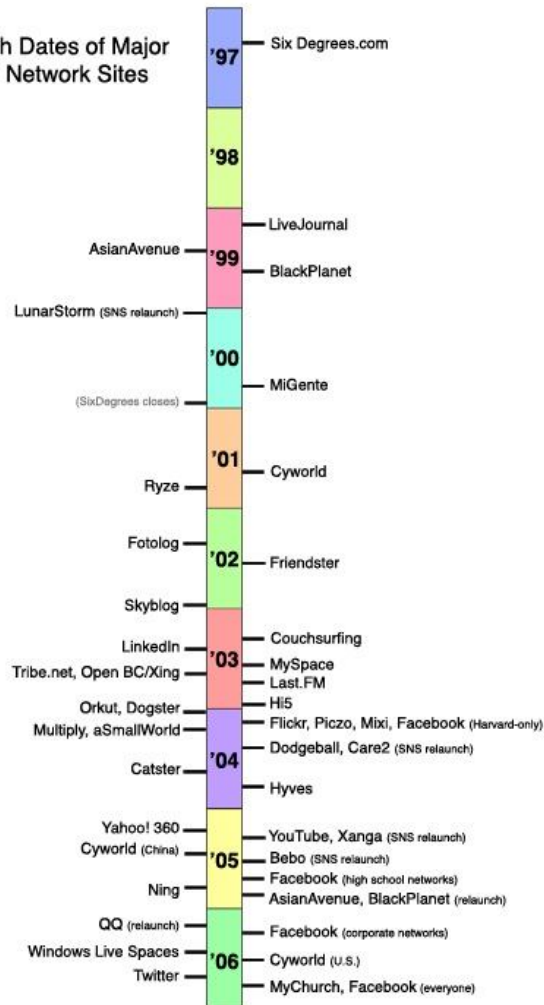 h Dates of Major
Network Sites
'97
Six Degrees.com
'98
LiveJournal
AsianAvenue
'99
BlackPlanet
LunarStorm (SNS relaunch)
'00
MiGente
(SixDegrees closes)
'01
Cyworld
Ryze
Fotolog
'02
Friendster
Skyblog
Couchsurfing
LinkedIn
'03
MySpace
Tribe.net, Open BC/Xing
Last.FM
Hi5
Orkut, Dogster
Flickr, Piczo, Mixi, Facebook (Harvard-only)
Multiply, aSmallWorld
Dodgeball, Care2 (SNS relaunch)
'04
Catster
Hyves
Yahoo! 360
YouTube, Xanga (SNS relaunch)
Cyworld (China)
Bebo (SNS relaunch)
'05
Facebook (high school networks)
Ning
AsianAvenue, BlackPlanet (relaunch)
QQ (relaunch)
Facebook (corporate networks)
Windows Live Spaces
'06
Cyworld (U.S.)
Twitter
MyChurch, Facebook (everyone)